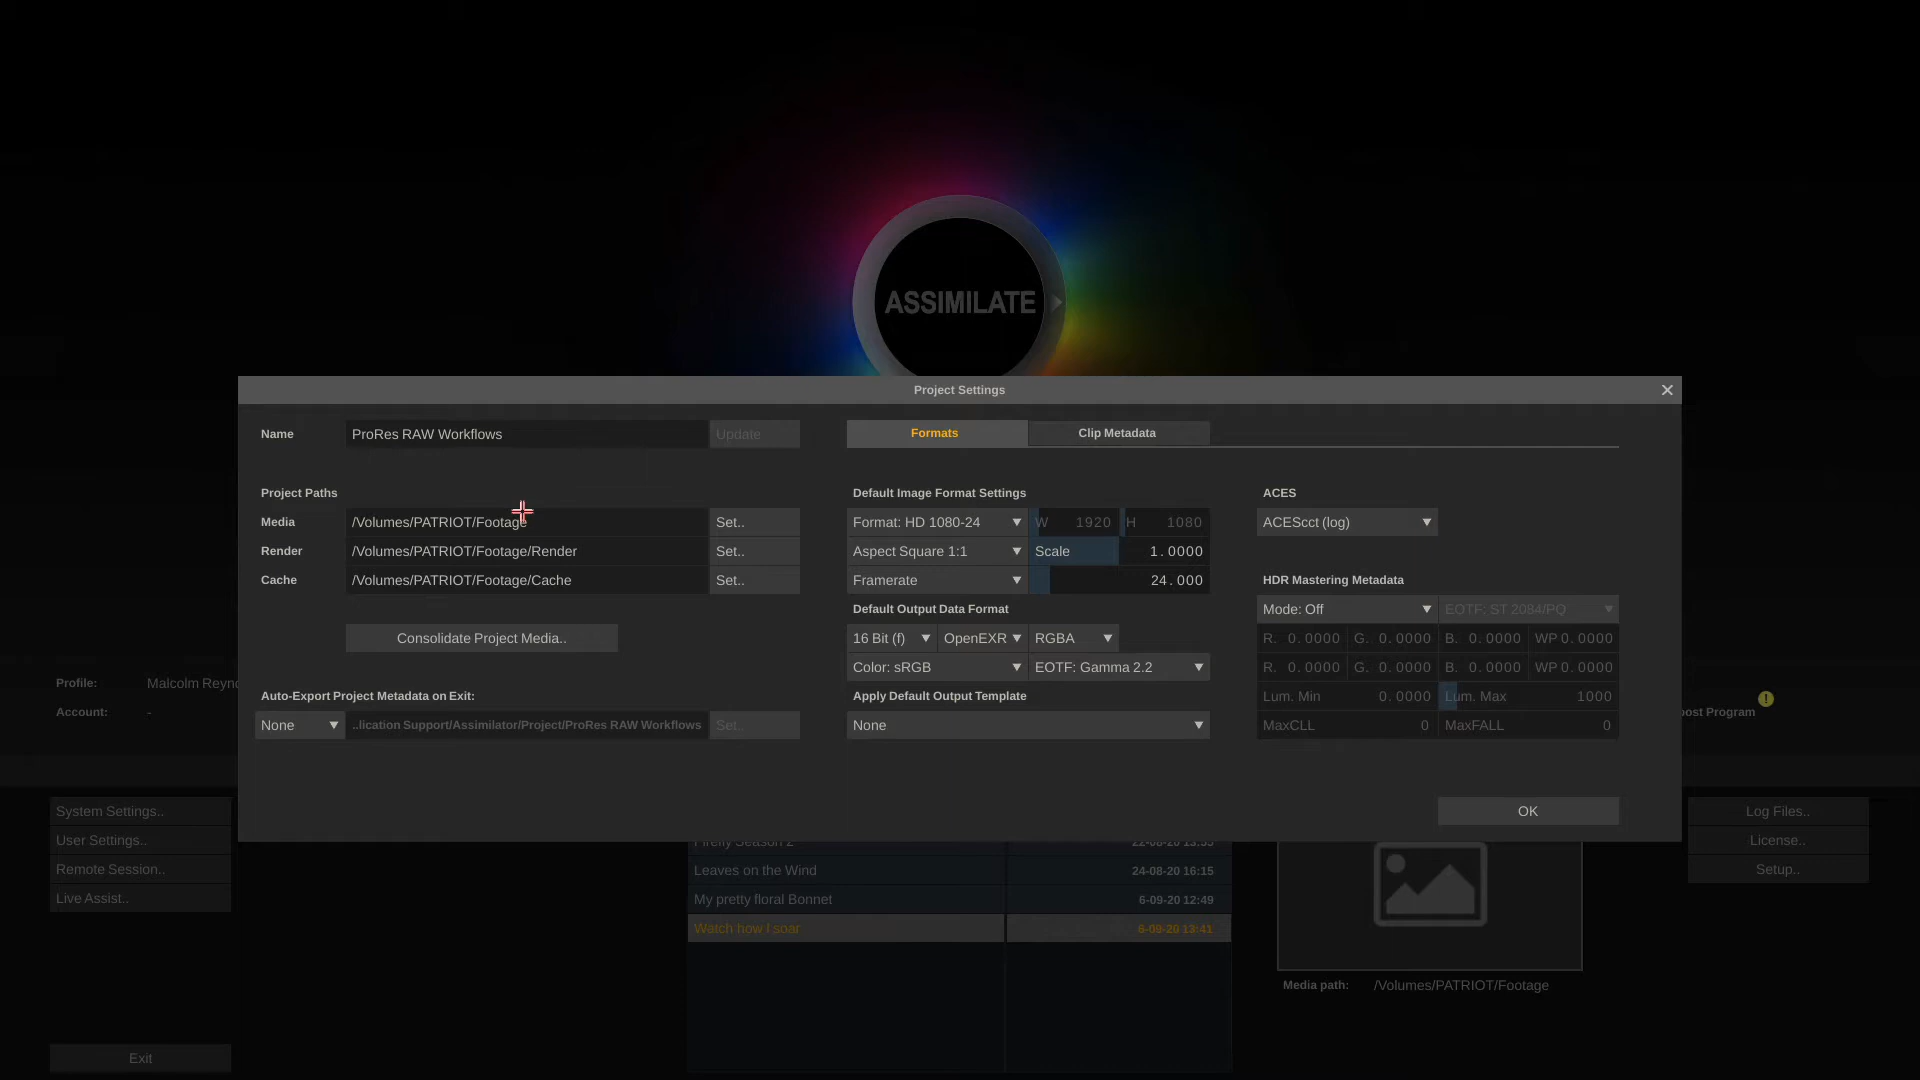 ASSIMILATE
Project Settings
Name ProRes RAW Workflows Update
Formats Clip Metadata
Project Paths
Media /Volumes/PATRIOT/Footage Set..
Render /Volumes/PATRIOT/Footage/Render Set..
Cache /Volumes/PATRIOT/Footage/Cache Set..
Consolidate Project Media..
Auto-Export Project Metadata on Exit:
None ..lication Support/Assimilator/Project/ProRes RAW Workflows Set..
Default Image Format Settings
Format: HD 1080-24 W 1920 H 1080
Aspect Square 1:1 Scale 1.0000
Framerate 24.000
Default Output Data Format
16 Bit (f) OpenEXR RGBA
Color: sRGB EOTF: Gamma 2.2
Apply Default Output Template
None
ACES
ACEScct (log)
HDR Mastering Metadata
Mode: Off EOTF: ST 2084/PQ
R. 0.0000 G. 0.0000 B. 0.0000 WP 0.0000
R. 0.0000 G. 0.0000 B. 0.0000 WP 0.0000
Lum. Min 0.0000 Lum. Max 1000
MaxCLL 0 MaxFALL 0
OK
Profile: Malcolm Reyno
Account: -
ost Program
System Settings..
User Settings..
Remote Session..
Live Assist..
Exit
Firefly Season 2 22-08-20 13:55
Leaves on the Wind 24-08-20 16:15
My pretty floral Bonnet 6-09-20 12:49
Watch how I soar 6-08-20 13:41
Media path: /Volumes/PATRIOT/Footage
Log Files..
License..
Setup..